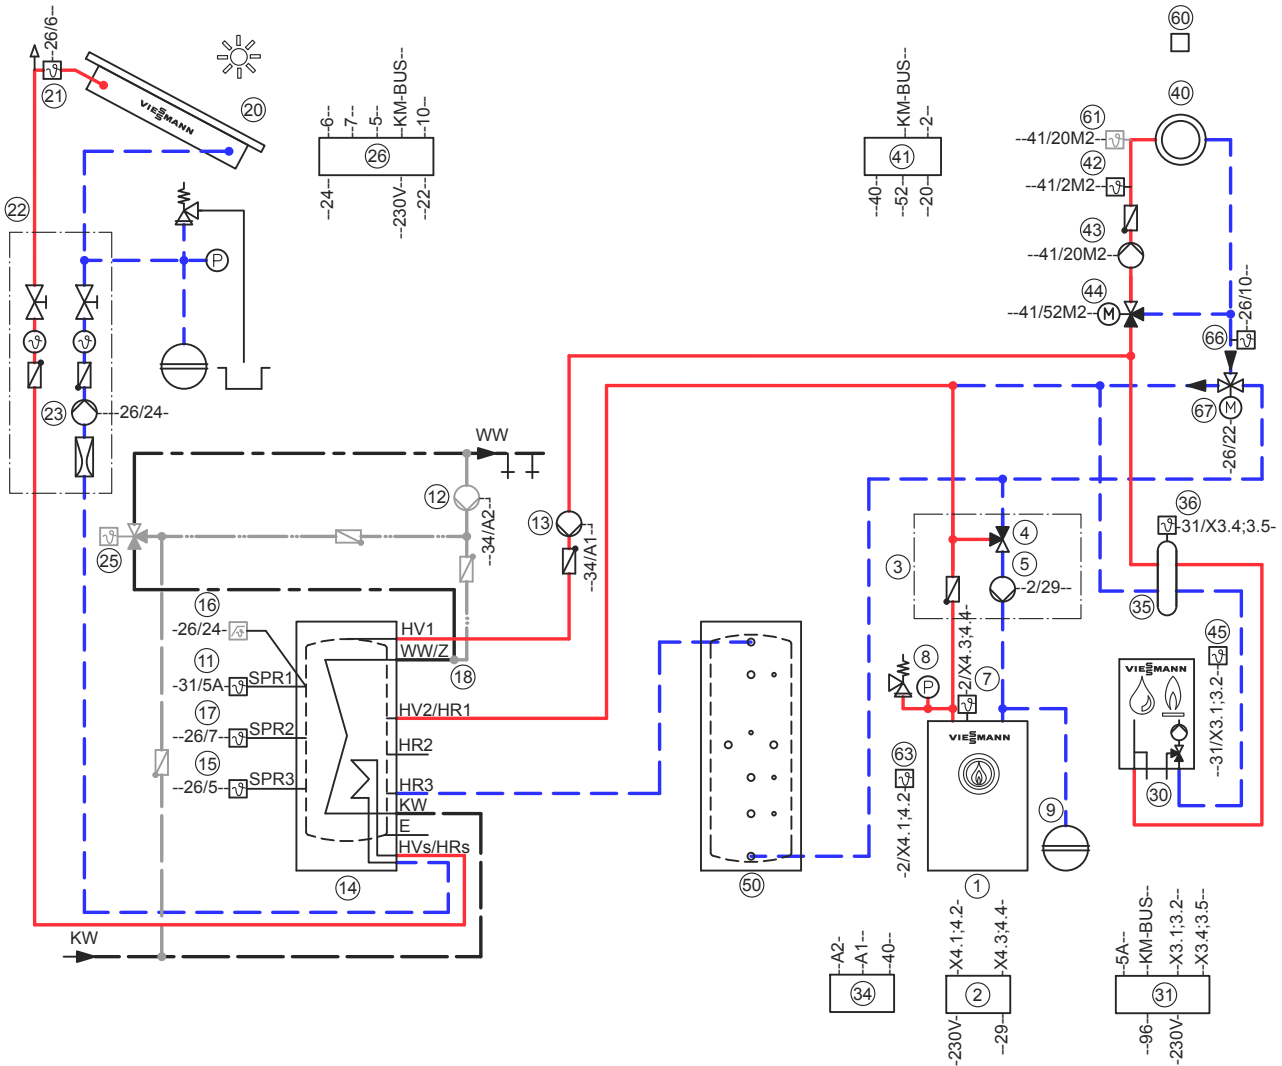 --26/6--
21
20
VIESSMANN
22
P
23
---26/24-
--6--
--7--
--5--
KM-BUS--
--10--
26
--24--
--230V--
--22--
KM-BUS--
--2--
41
--40--
--52--
--20--
60
40
61
--41/20M2--
42
--41/2M2--
43
--41/20M2--
44
--41/52M2--
M
66
--26/10--
67
M
-26/22--
WW
12
--34/A2--
13
--34/A1--
25
16
-26/24-
11
-31/5A-
SPR1
17
--26/7--
SPR2
15
--26/5--
SPR3
HV1
WW/Z
18
HV2/HR1
HR2
HR3
KW
E
HVs/HRs
14
KW
50
3
4
5
--2/29--
8
P
7
-2/X4.3;4.4-
63
-2/X4.1;4.2-
VIESSMANN
9
1
36
-31/X3.4;3.5-
35
45
--31/X3.1;3.2--
VIESSMANN
30
--A2-
--A1--
--40--
34
--X4.1;4.2-
--X4.3;4.4-
2
-230V-
--29--
--5A--
--KM-BUS--
--X3.1;3.2--
--X3.4;3.5--
31
--96--
-230V-